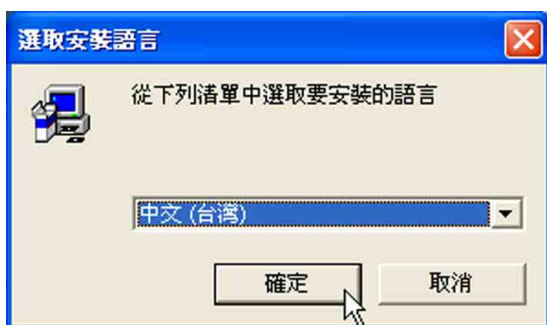 選取安裝語言
從下列清單中選取要安裝的語言
中文 (台灣)
確定
取消